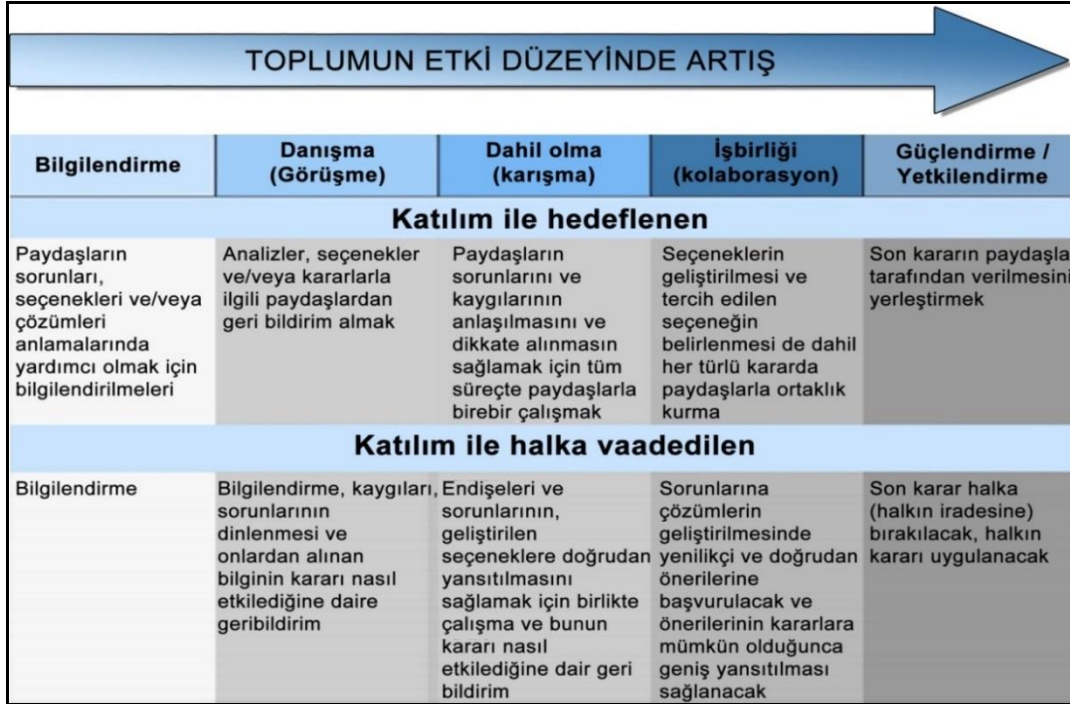 TOPLUMUN ETKİ DÜZEYİNDE ARTIŞ
Bilgilendirme
Danışma
(Görüşme)
Dahil olma
(karışma)
İşbirliği
(kolaborasyon)
Güçlendirme /
Yetkilendirme
Katılım ile hedeflenen
Paydaşların
sorunları,
seçenekleri ve/veya
çözümleri
anlamalarında
yardımcı olmak için
bilgilendirilmeleri
Analizler, seçenekler
ve/veya kararlarla
ilgili paydaşlardan
geri bildirim almak
Paydaşların
sorunlarını ve
kaygılarının
anlaşılmasını ve
dikkate alınmasın
sağlamak için tüm
süreçte paydaşlarla
birebir çalışmak
Seçeneklerin
geliştirilmesi ve
tercih edilen
seçeneğin
belirlenmesi de dahil
her türlü kararda
paydaşlarla ortaklık
kurma
Son kararın paydaşla
tarafından verilmesini
yerleştirmek
Katılım ile halka vaadedilen
Bilgilendirme
Bilgilendirme, kaygıları,
sorunlarının
dinlenmesi ve
onlardan alınan
bilginin kararı nasıl
etkilediğine daire
geribildirim
Endişeleri ve
sorunlarının,
geliştirilen
seçeneklere doğrudan
yansıtılmasını
sağlamak için birlikte
çalışma ve bunun
kararı nasıl
etkilediğine dair geri
bildirim
Sorunlarına
çözümlerin
geliştirilmesinde
yenilikçi ve doğrudan
önerilerine
başvurulacak ve
önerilerinin kararlara
mümkün olduğunca
geniş yansıtılması
sağlanacak
Son karar halka
(halkın iradesine)
bırakılacak, halkın
kararı uygulanacak